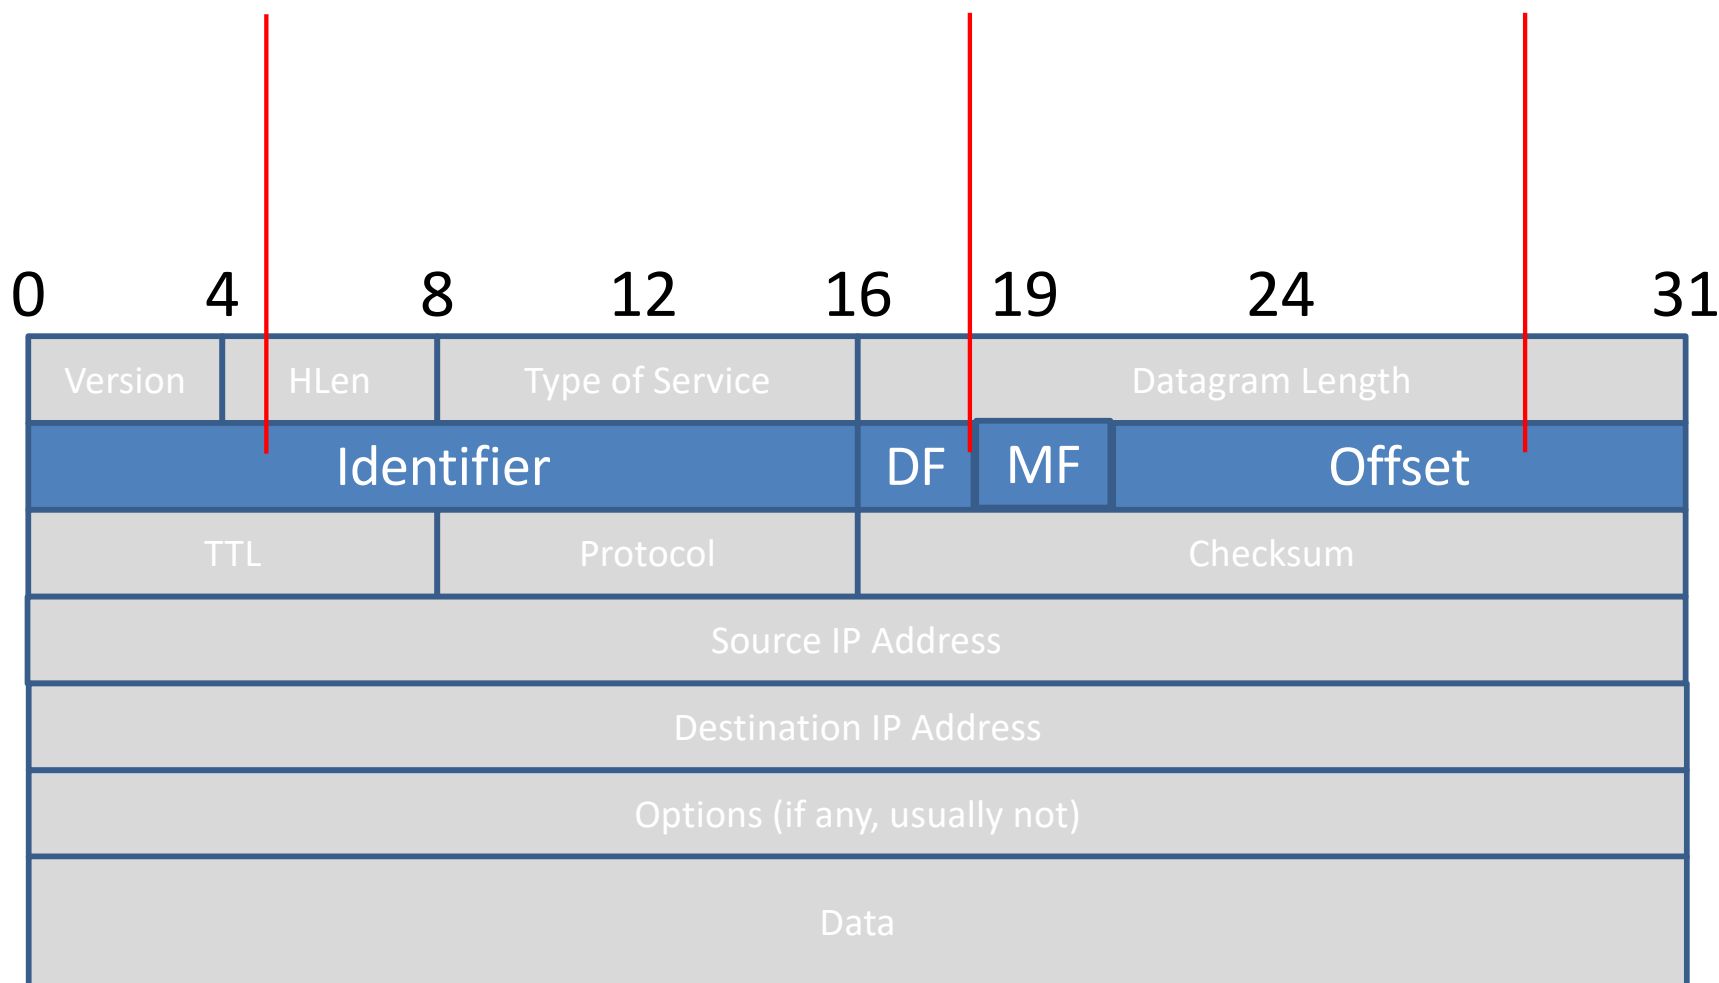 0 4 8 12 16 19 24 31
Version HLen Type of Service Datagram Length
Identifier DF MF Offset
TTL Protocol Checksum
Source IP Address
Destination IP Address
Options (if any, usually not)
Data